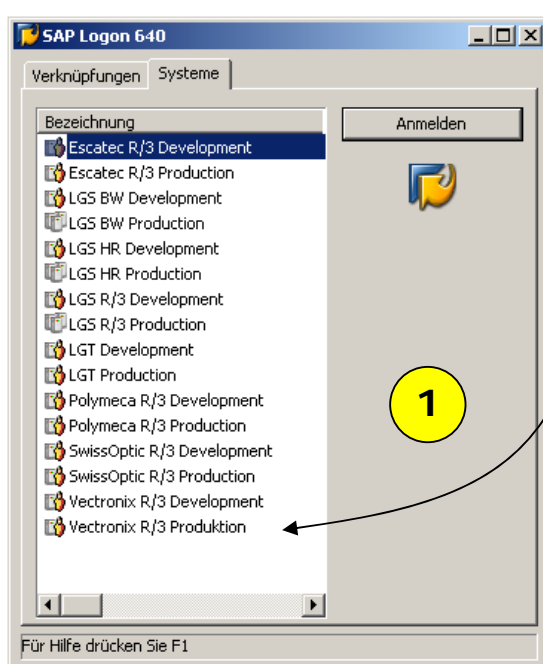 SAP Logon 640
Verknüpfungen Systeme
Bezeichnung
Anmelden
Escatec R/3 Development
Escatec R/3 Production
LGS BW Development
LGS BW Production
LGS HR Development
LGS HR Production
LGS R/3 Development
LGS R/3 Production
LGT Development
LGT Production
Polymeca R/3 Development
Polymeca R/3 Production
SwissOptic R/3 Development
SwissOptic R/3 Production
Vectronix R/3 Development
Vectronix R/3 Produktion
1
Für Hilfe drücken Sie F1